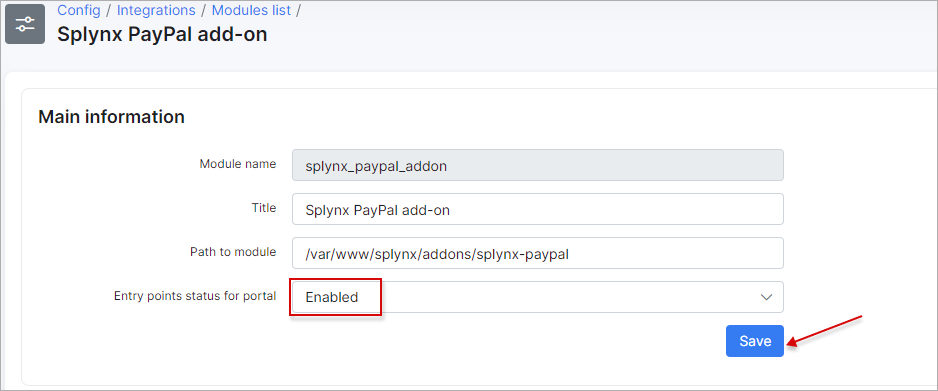 Config / Integrations / Modules list /
Splynx PayPal add-on
Main information
Module name splynx_paypal_addon
Title Splynx PayPal add-on
Path to module /var/www/splynx/addons/splynx-paypal
Entry points status for portal Enabled
Save